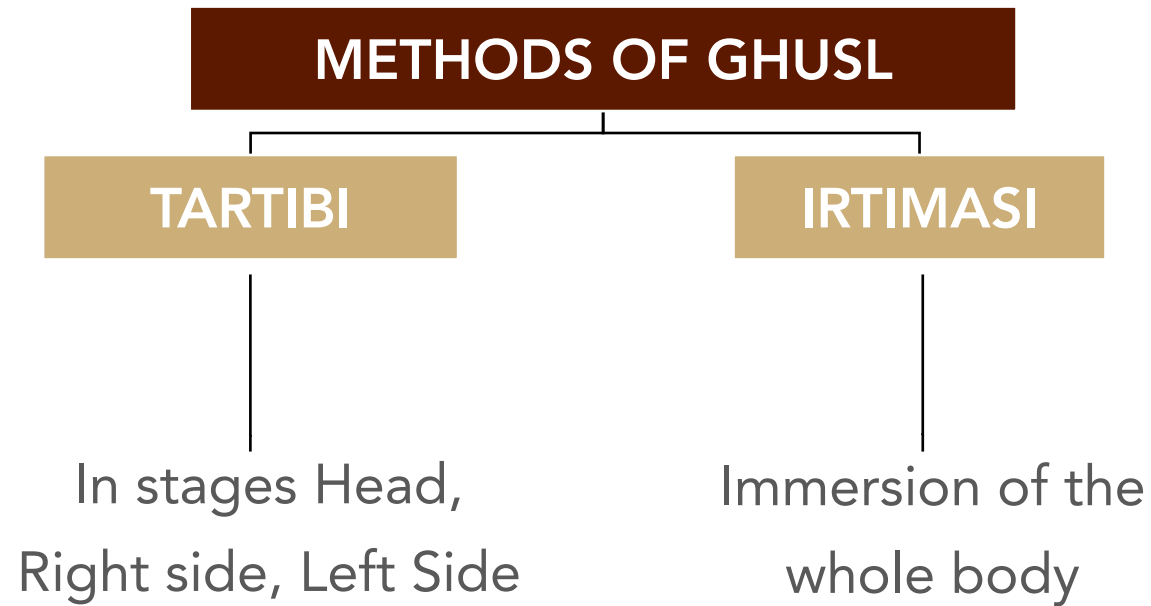 METHODS OF GHUSL
TARTIBI
IRTIMASI
In stages Head,
Right side, Left Side
Immersion of the
whole body